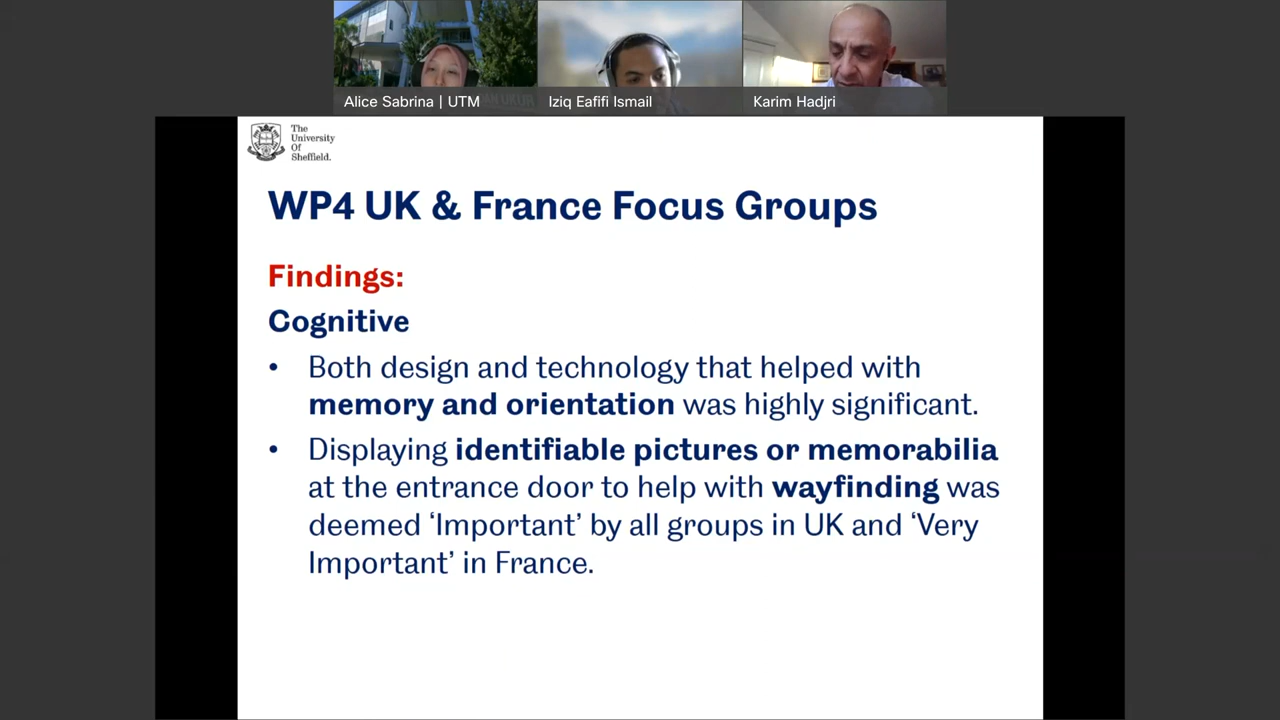 Alice Sabrina | UTM
Iziq Eafifi Ismail
Karim Hadjri
The
University
Of
Sheffield.
WP4 UK & France Focus Groups
Findings:
Cognitive
• Both design and technology that helped with
memory and orientation was highly significant.
• Displaying identifiable pictures or memorabilia
at the entrance door to help with wayfinding was
deemed ‘Important’ by all groups in UK and ‘Very
Important’ in France.